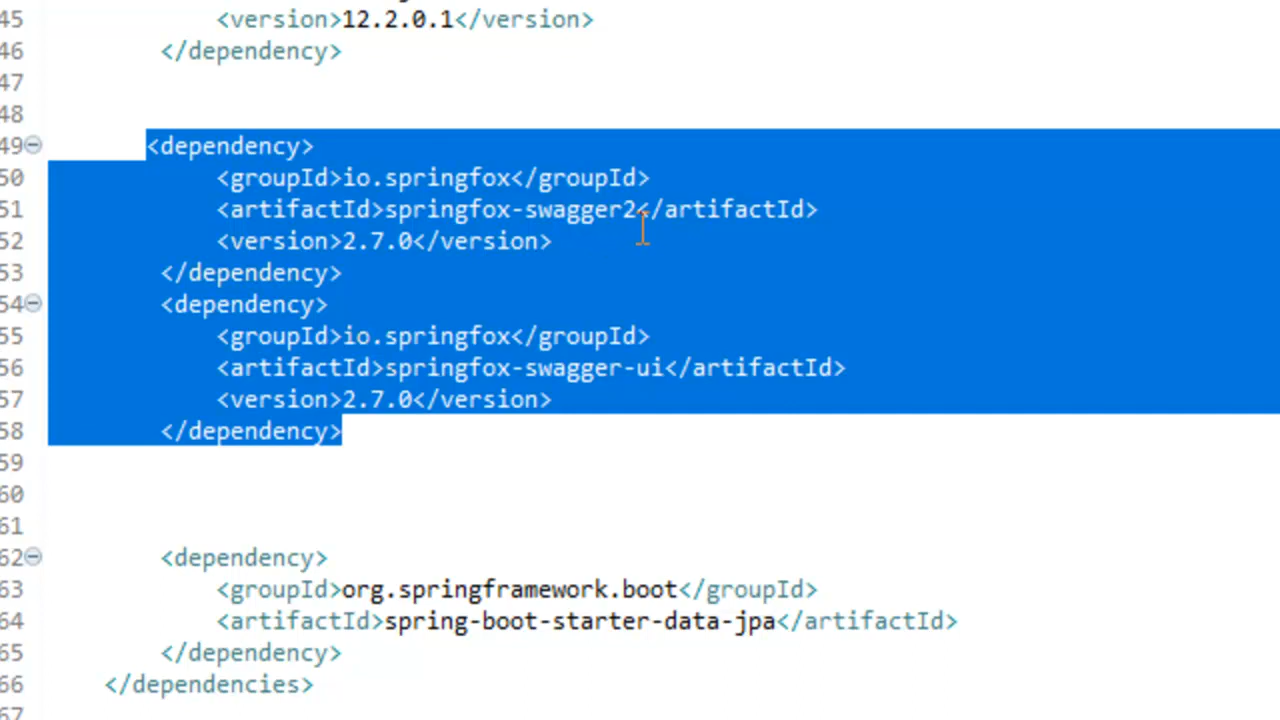 45 <version>12.2.0.1</version>
46 </dependency>
47
48
49 <dependency>
50 <groupId>io.springfox</groupId>
51 <artifactId>springfox-swagger2</artifactId>
52 <version>2.7.0</version>
53 </dependency>
54 <dependency>
55 <groupId>io.springfox</groupId>
56 <artifactId>springfox-swagger-ui</artifactId>
57 <version>2.7.0</version>
58 </dependency>
59
60
61
62 <dependency>
63 <groupId>org.springframework.boot</groupId>
64 <artifactId>spring-boot-starter-data-jpa</artifactId>
65 </dependency>
66 </dependencies>
67